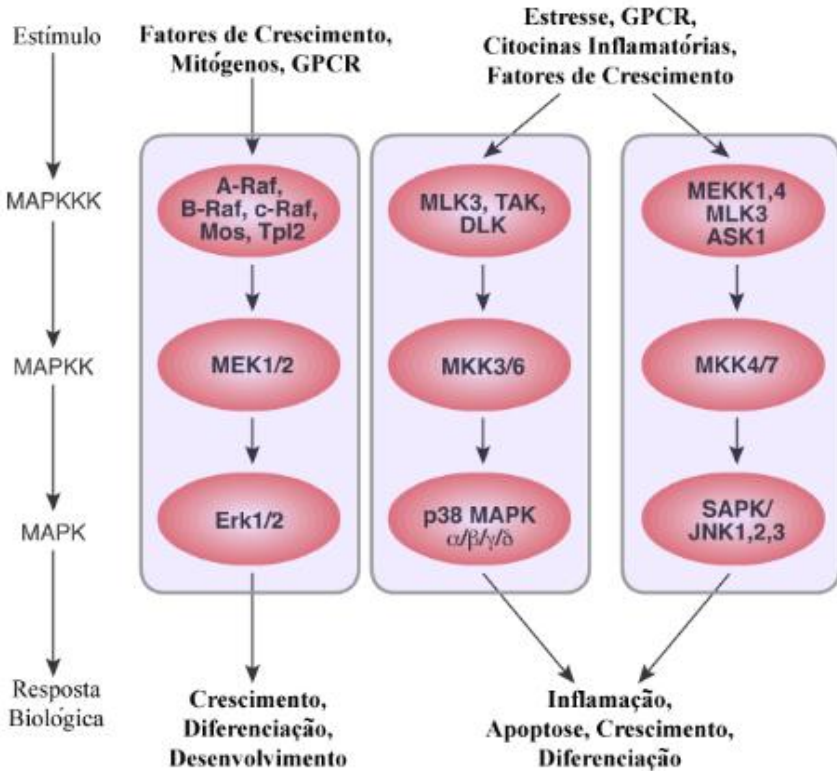 Estímulo
Fatores de Crescimento,
Mitógenos, GPCR
Estresse, GPCR,
Citocinas Inflamatórias,
Fatores de Crescimento
MAPKKK
A-Raf,
B-Raf, c-Raf,
Mos, Tpl2
MLK3, TAK,
DLK
MEKK1,4
MLK3
ASK1
MAPKK
MEK1/2
MKK3/6
MKK4/7
MAPK
Erk1/2
p38 MAPK
α/β/γ/δ
SAPK/
JNK1,2,3
Resposta
Biológica
Crescimento,
Diferenciação,
Desenvolvimento
Inflamação,
Apoptose, Crescimento,
Diferenciação